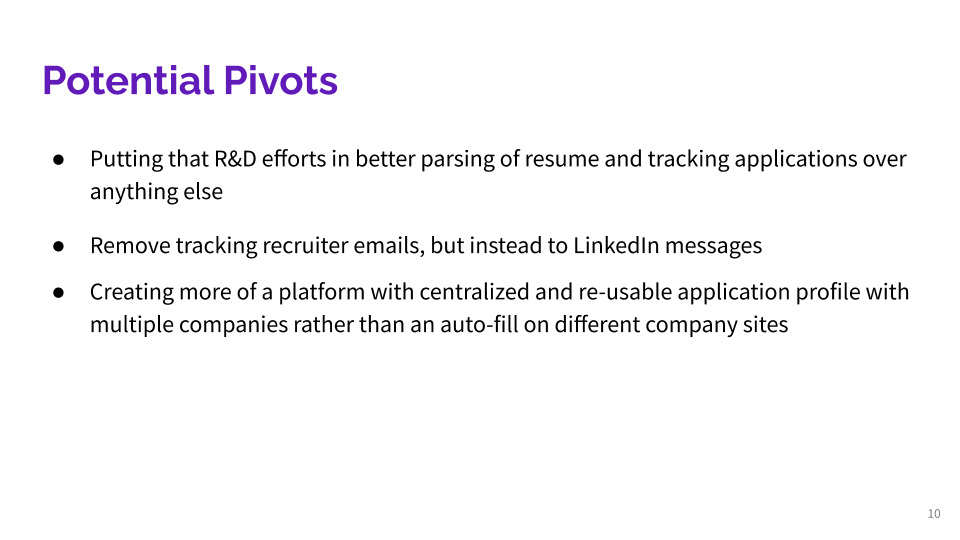 Potential Pivots
● Putting that R&D efforts in better parsing of resume and tracking applications over
anything else
● Remove tracking recruiter emails, but instead to LinkedIn messages
● Creating more of a platform with centralized and re-usable application profile with
multiple companies rather than an auto-fill on different company sites
10